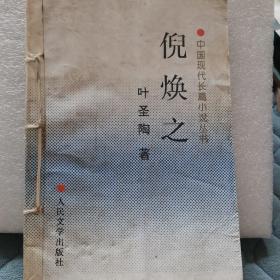 中国现代长篇小说丛书
倪焕之
叶圣陶 著
人民文学出版社